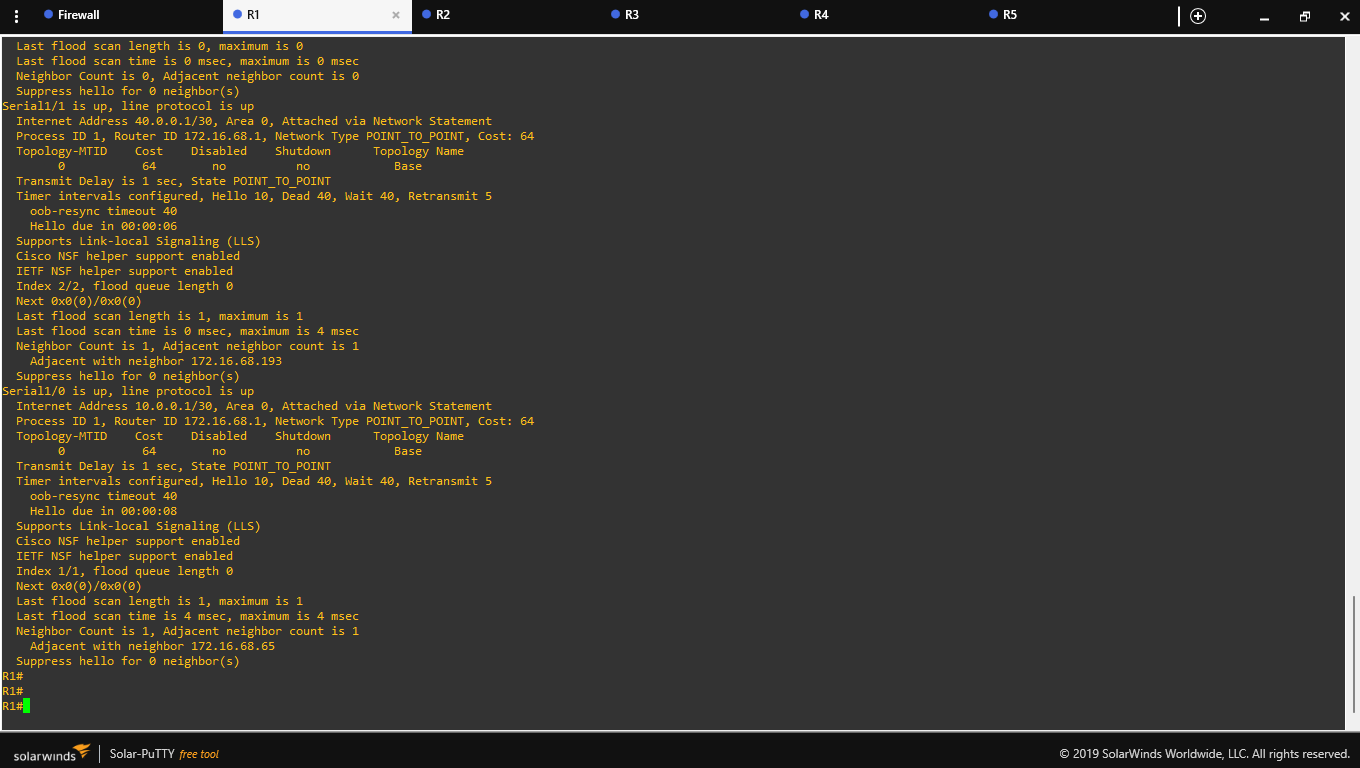 Firewall
R1
R2
R3
R4
R5
Last flood scan length is 0, maximum is 0
Last flood scan time is 0 msec, maximum is 0 msec
Neighbor Count is 0, Adjacent neighbor count is 0
Suppress hello for 0 neighbor(s)
Serial1/1 is up, line protocol is up
Internet Address 40.0.0.1/30, Area 0, Attached via Network Statement
Process ID 1, Router ID 172.16.68.1, Network Type POINT_TO_POINT, Cost: 64
Topology-MTID    Cost    Disabled    Shutdown      Topology Name
0           64        no          no            Base
Transmit Delay is 1 sec, State POINT_TO_POINT
Timer intervals configured, Hello 10, Dead 40, Wait 40, Retransmit 5
oob-resync timeout 40
Hello due in 00:00:06
Supports Link-local Signaling (LLS)
Cisco NSF helper support enabled
IETF NSF helper support enabled
Index 2/2, flood queue length 0
Next 0x0(0)/0x0(0)
Last flood scan length is 1, maximum is 1
Last flood scan time is 0 msec, maximum is 4 msec
Neighbor Count is 1, Adjacent neighbor count is 1
Adjacent with neighbor 172.16.68.193
Suppress hello for 0 neighbor(s)
Serial1/0 is up, line protocol is up
Internet Address 10.0.0.1/30, Area 0, Attached via Network Statement
Process ID 1, Router ID 172.16.68.1, Network Type POINT_TO_POINT, Cost: 64
Topology-MTID    Cost    Disabled    Shutdown      Topology Name
0           64        no          no            Base
Transmit Delay is 1 sec, State POINT_TO_POINT
Timer intervals configured, Hello 10, Dead 40, Wait 40, Retransmit 5
oob-resync timeout 40
Hello due in 00:00:08
Supports Link-local Signaling (LLS)
Cisco NSF helper support enabled
IETF NSF helper support enabled
Index 1/1, flood queue length 0
Next 0x0(0)/0x0(0)
Last flood scan length is 1, maximum is 1
Last flood scan time is 4 msec, maximum is 4 msec
Neighbor Count is 1, Adjacent neighbor count is 1
Adjacent with neighbor 172.16.68.65
Suppress hello for 0 neighbor(s)
R1#
R1#
R1#
solarwinds
Solar-PuTTY free tool
© 2019 SolarWinds Worldwide, LLC. All rights reserved.